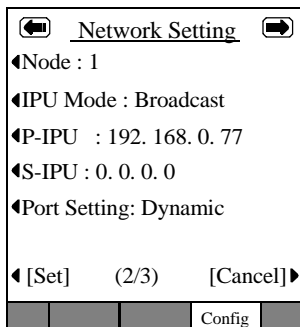 Network Setting
Node : 1
IPU Mode : Broadcast
P-IPU : 192. 168. 0. 77
S-IPU : 0. 0. 0. 0
Port Setting: Dynamic
[Set] (2/3) [Cancel]
Config